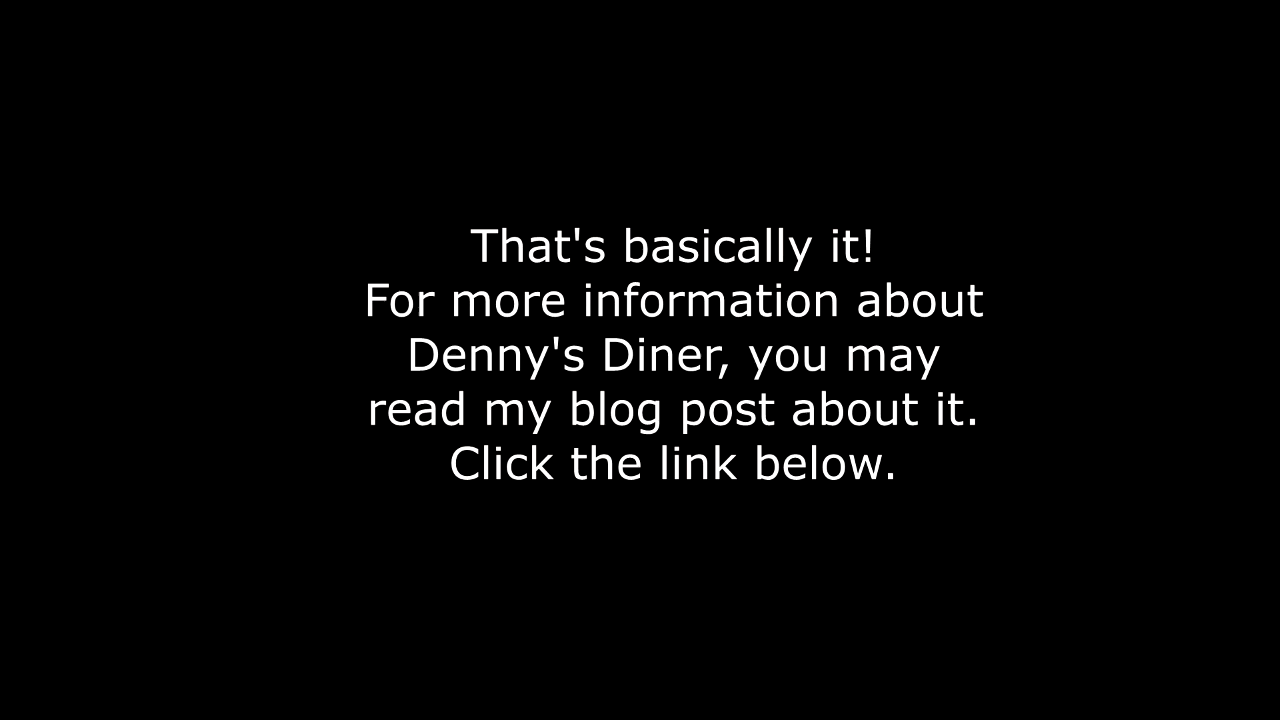 That's basically it!
For more information about
Denny's Diner, you may
read my blog post about it.
Click the link below.